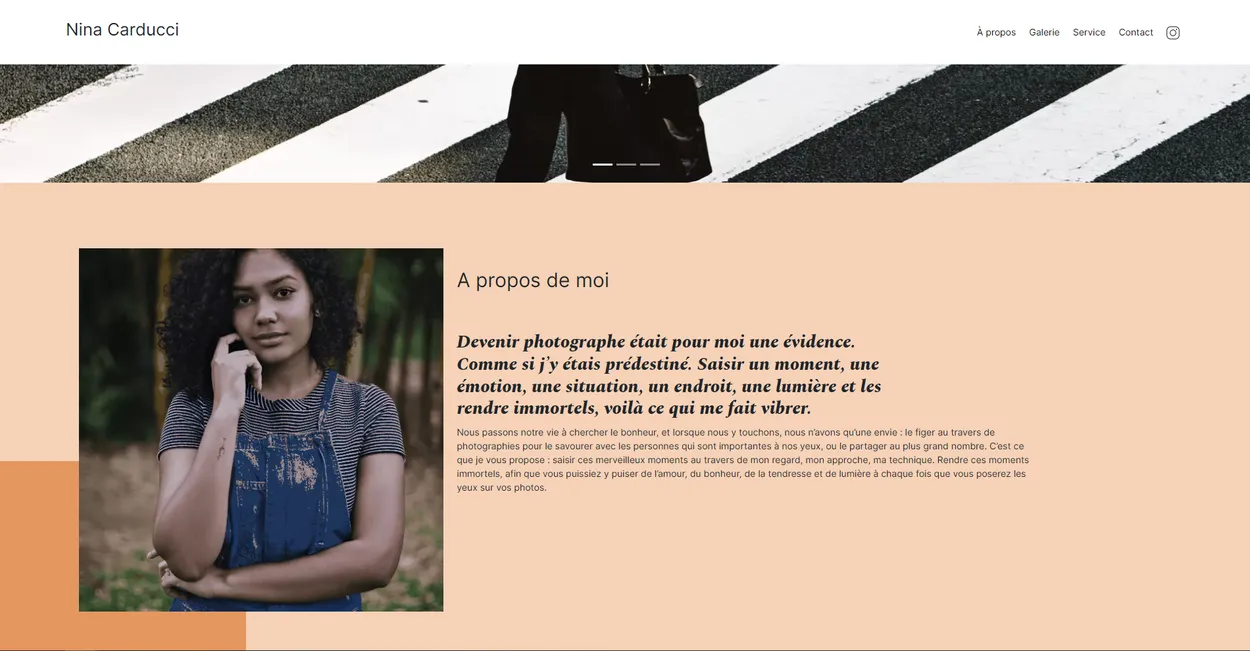 Nina Carducci
À propos Galerie Service Contact
A propos de moi
Devenir photographe était pour moi une évidence.
Comme si j'y étais prédestiné. Saisir un moment, une
émotion, une situation, un endroit, une lumière et les
rendre immortels, voilà ce qui me fait vibrer.
Nous passons notre vie à chercher le bonheur, et lorsque nous y touchons, nous n'avons qu'une envie : le figer au travers de
photographies pour le savourer avec les personnes qui sont importantes à nos yeux, ou le partager au plus grand nombre. C'est ce
que je vous propose : saisir ces merveilleux moments au travers de mon regard, mon approche, ma technique. Rendre ces moments
immortels, afin que vous puissiez y puiser de l'amour, du bonheur, de la tendresse et de lumière à chaque fois que vous poserez les
yeux sur vos photos.